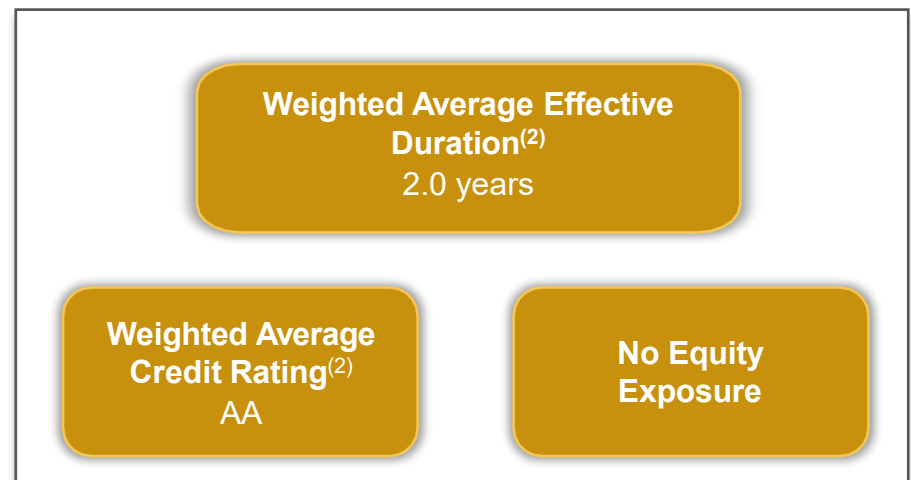 Weighted Average Effective
Duration(2)
2.0 years
Weighted Average
Credit Rating(2)
AA
No Equity
Exposure